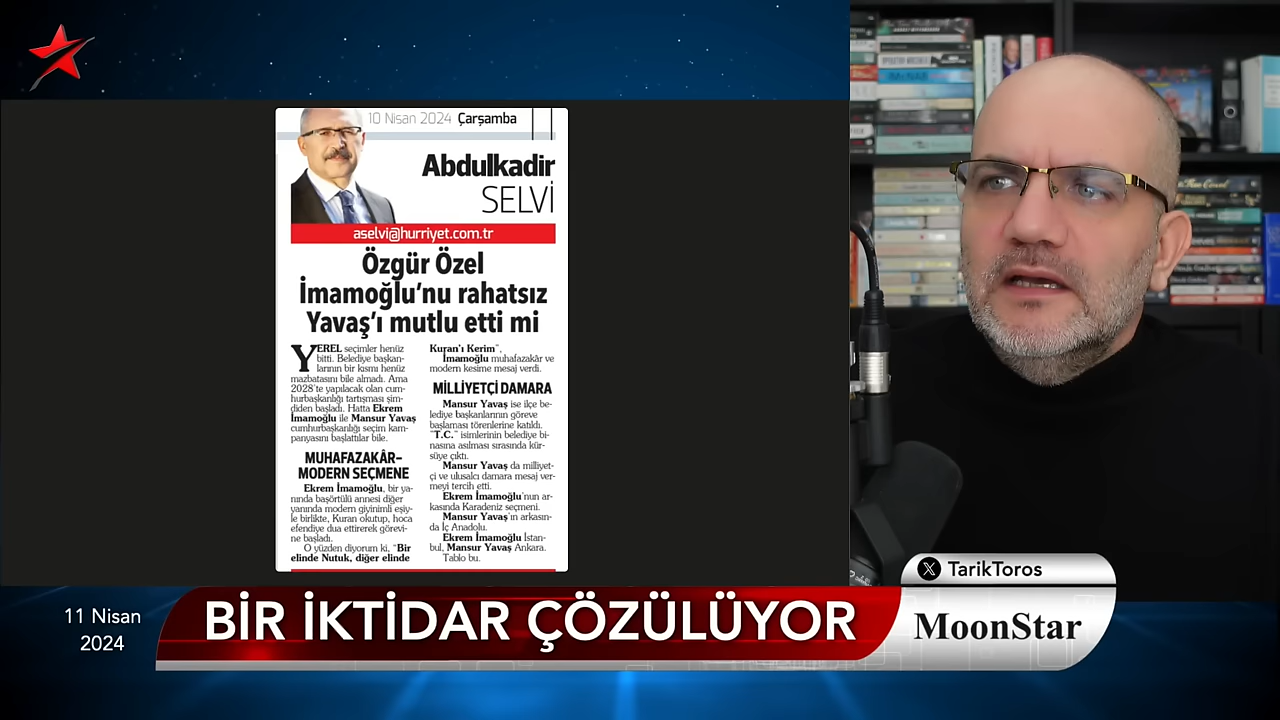 10 Nisan 2024 Çarşamba
Abdulkadir
SELVİ
aselvi@hurriyet.com.tr
Özgür Özel
İmamoğlu'nu rahatsız
Yavaş'ı mutlu etti mi
YEREL seçimler henüz
bitti. Belediye başkan-
larının bir kısmı henüz
mazbatasını bile almadı. Ama
2028'te yapılacak olan cum-
hurbaşkanlığı tartışması şim-
diden başladı. Hatta Ekrem
İmamoğlu ile Mansur Yavaş
cumhurbaşkanlığı seçim kam-
panyasını başlattılar bile.
MUHAFAZAKÂR–
MODERN SEÇMENE
Ekrem İmamoğlu, bir ya-
nında başörtülü annesi diğer
yanında modern giyinimli eşiy-
le birlikte, Kuran okutup, hoca
efendiye dua ettirerek görevi-
ne başladı.
O yüzden diyorum ki, "Bir
elinde Nutuk, diğer elinde
Kuran'ı Kerim",
İmamoğlu muhafazakâr ve
modern kesime mesaj verdi.
MİLLİYETÇİ DAMARA
Mansur Yavaş ise ilçe be-
lediye başkanlarının göreve
başlaması törenlerine katıldı.
"T.C." isimlerinin belediye bi-
nasına asılması sırasında kür-
süye çıktı.
Mansur Yavaş da milliyet-
çi ve ulusalcı damara mesaj ver-
meyi tercih etti.
Ekrem İmamoğlu'nun ar-
kasında Karadeniz seçmeni.
Mansur Yavaş'ın arkasın-
da İç Anadolu.
Ekrem İmamoğlu İstan-
bul, Mansur Yavaş Ankara.
Tablo bu.
TarikToros
11 Nisan
2024
BİR İKTİDAR ÇÖZÜLÜYOR
MoonStar